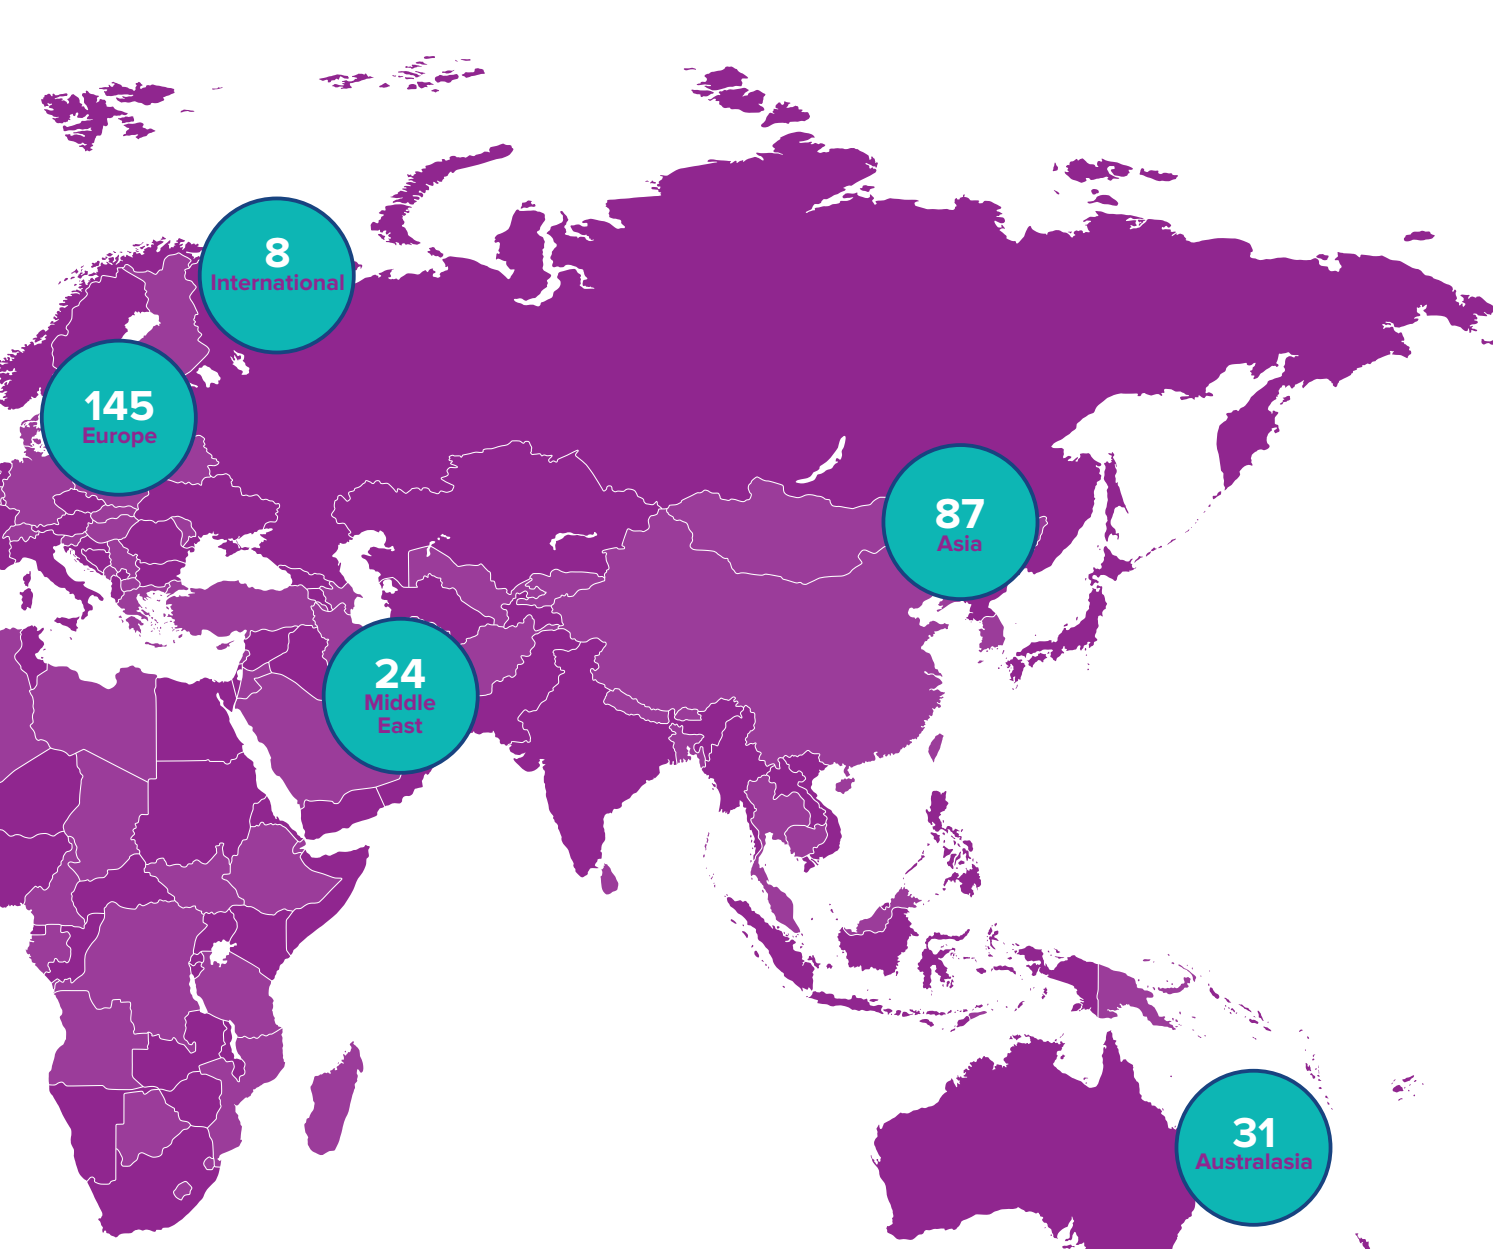 8
International
145
Europe
87
Asia
24
Middle
East
31
Australasia